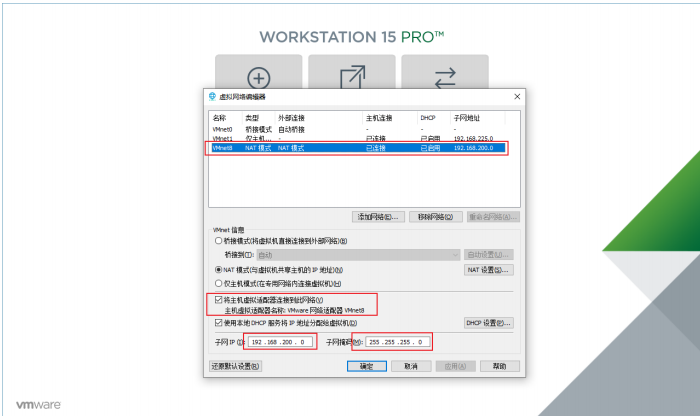 WORKSTATION 15 PRO™
虚拟网络编辑器
名称 类型 外部连接 主机连接 DHCP 子网地址
VMnet0 桥接模式 自动桥接 - - -
VMnet1 仅主机... - 已连接 已启用 192.168.225.0
VMnet8 NAT 模式 NAT 模式 已连接 已启用 192.168.200.0
添加网络(E)... 移除网络(O) 重命名网络(A)...
VMnet 信息
桥接模式(将虚拟机直接连接到外部网络)(B)
桥接到(T): 自动 自动设置(U)...
NAT 模式(与虚拟机共享主机的 IP 地址)(N) NAT 设置(S)...
仅主机模式(在专用网络内连接虚拟机)(H)
将主机虚拟适配器连接到此网络(V)
主机虚拟适配器名称: VMware 网络适配器 VMnet8
使用本地 DHCP 服务将 IP 地址分配给虚拟机(D) DHCP 设置(P)...
子网 IP (I): 192 . 168 . 200 . 0 子网掩码(M): 255 . 255 . 255 . 0
还原默认设置(R) 确定 取消 应用(A) 帮助
vmware